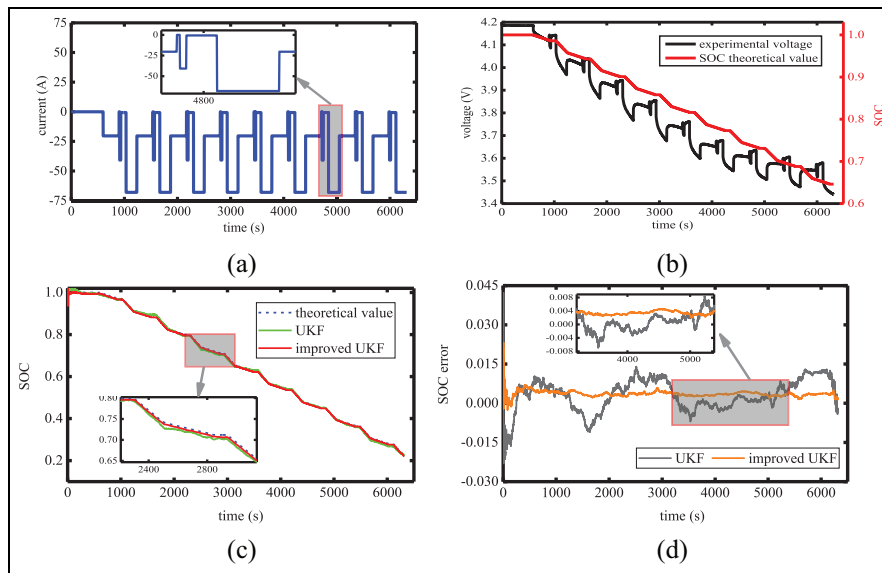 75
50
25
0
-25
-50
-75
current (A)
0
-25
-50
4800
0 1000 2000 3000 4000 5000 6000
time (s)
(a)
4.2
4.1
4.0
3.9
3.8
3.7
3.6
3.5
3.4
voltage (V)
experimental voltage
SOC theoretical value
1.0
0.9
0.8
0.7
0.6
SOC
0 1000 2000 3000 4000 5000 6000
time (s)
(b)
1.0
0.8
0.6
0.4
0.2
SOC
theoretical value
UKF
improved UKF
0.80
0.75
0.70
0.65
2400 2800
0 1000 2000 3000 4000 5000 6000
time (s)
(c)
0.045
0.030
0.015
0.000
-0.015
-0.030
SOC error
0.008
0.004
0.000
-0.004
-0.008
4000 5000
UKF improved UKF
0 1000 2000 3000 4000 5000 6000
time (s)
(d)